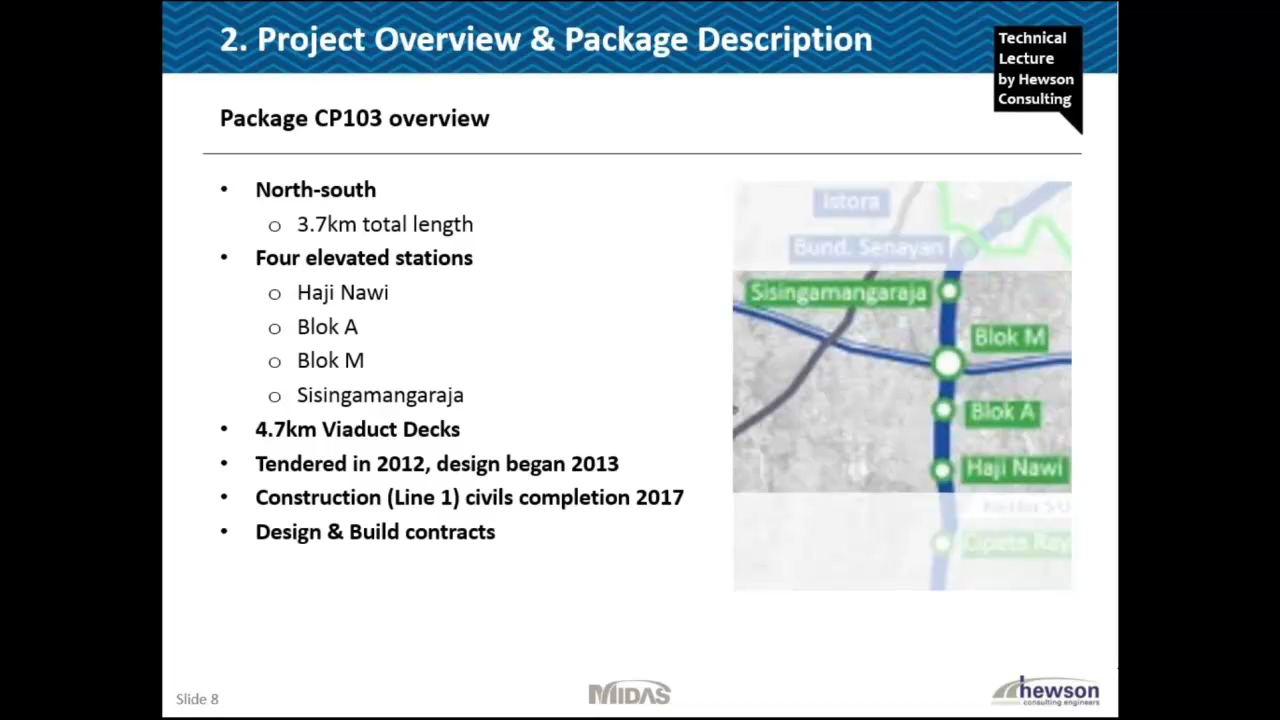 2. Project Overview & Package Description
Technical
Lecture
by Hewson
Consulting
Package CP103 overview
• North-south
o 3.7km total length
• Four elevated stations
o Haji Nawi
o Blok A
o Blok M
o Sisingamangaraja
• 4.7km Viaduct Decks
• Tendered in 2012, design began 2013
• Construction (Line 1) civils completion 2017
• Design & Build contracts
Istora
Bund. Senayan
Sisingamangaraja
Blok M
Blok A
Haji Nawi
Slide 8
MIDAS
hewson
consulting engineers